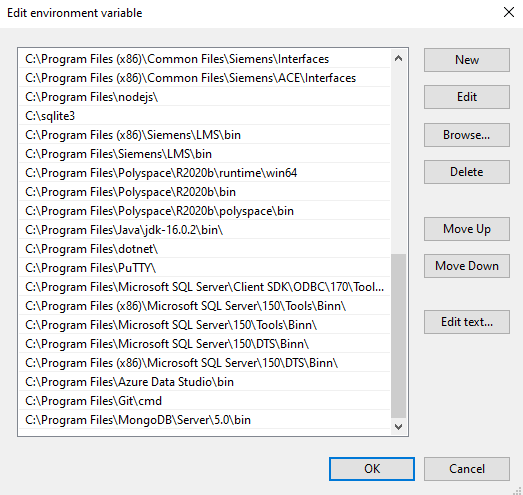 Edit environment variable
C:\Program Files (x86)\Common Files\Siemens\Interfaces
C:\Program Files (x86)\Common Files\Siemens\ACE\Interfaces
C:\Program Files\nodejs\
C:\sqlite3
C:\Program Files (x86)\Siemens\LMS\bin
C:\Program Files\Siemens\LMS\bin
C:\Program Files\Polyspace\R2020b\runtime\win64
C:\Program Files\Polyspace\R2020b\bin
C:\Program Files\Polyspace\R2020b\polyspace\bin
C:\Program Files\Java\jdk-16.0.2\bin\
C:\Program Files\dotnet\
C:\Program Files\PuTTY\
C:\Program Files\Microsoft SQL Server\Client SDK\ODBC\170\Tool...
C:\Program Files (x86)\Microsoft SQL Server\150\Tools\Binn\
C:\Program Files\Microsoft SQL Server\150\Tools\Binn\
C:\Program Files\Microsoft SQL Server\150\DTS\Binn\
C:\Program Files (x86)\Microsoft SQL Server\150\DTS\Binn\
C:\Program Files\Azure Data Studio\bin
C:\Program Files\Git\cmd
C:\Program Files\MongoDB\Server\5.0\bin
New
Edit
Browse...
Delete
Move Up
Move Down
Edit text...
OK
Cancel